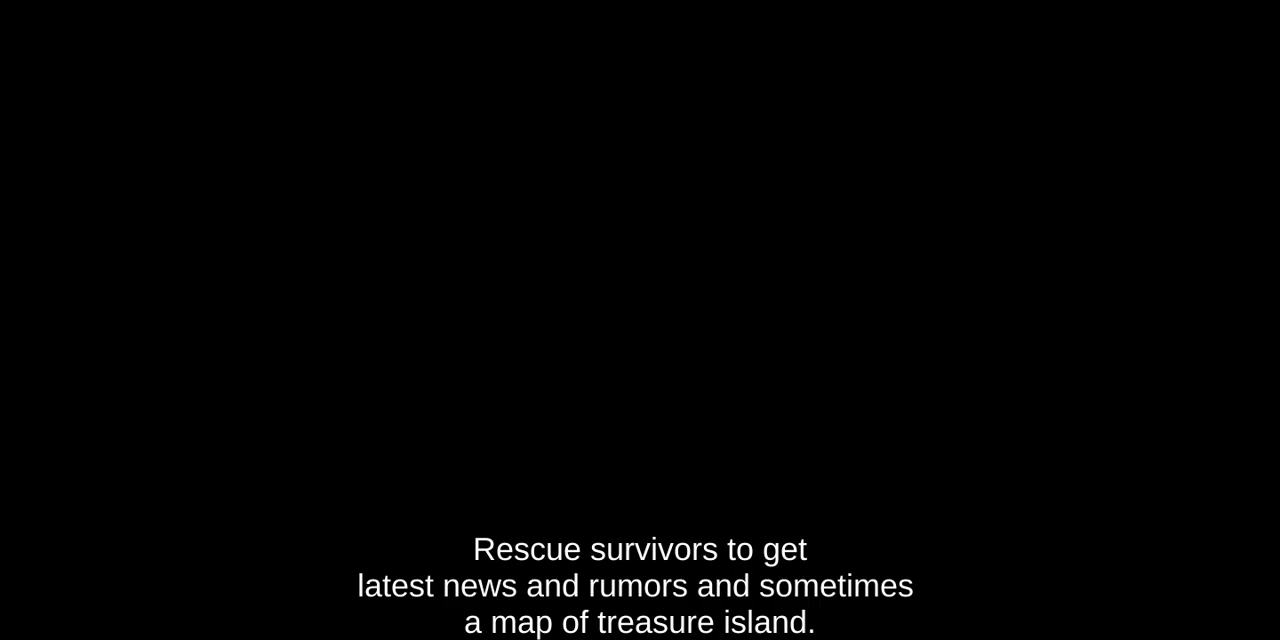 Rescue survivors to get
latest news and rumors and sometimes
a map of treasure island.